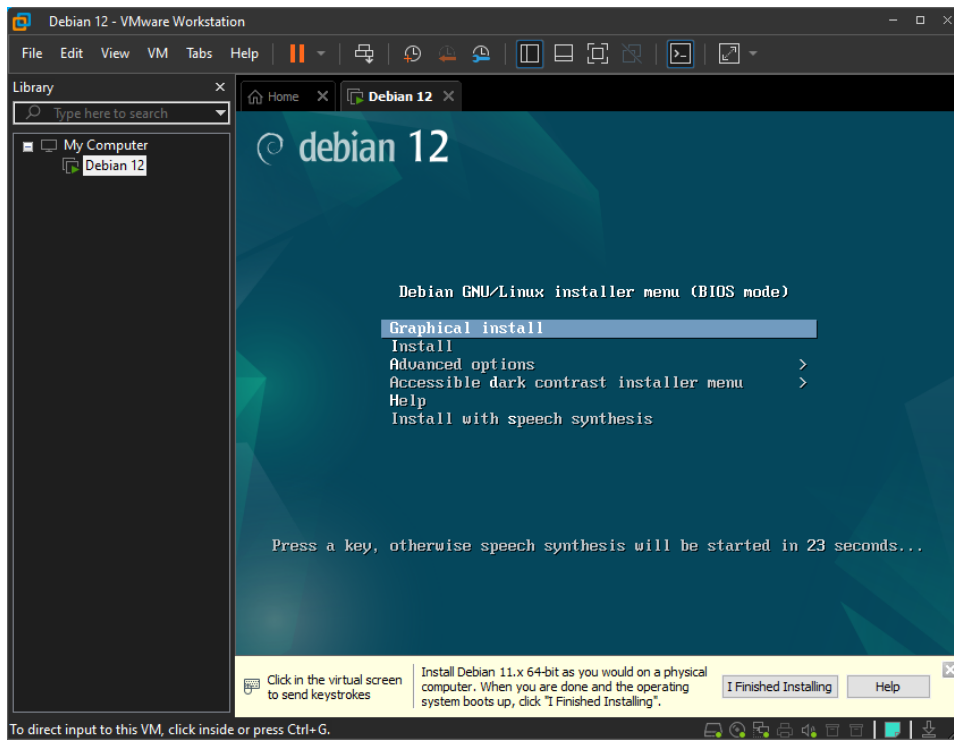 Debian 12 - VMware Workstation
File Edit View VM Tabs Help
Library
Type here to search
My Computer
Debian 12
Home
Debian 12
debian 12
Debian GNU/Linux installer menu (BIOS mode)
Graphical install
Install
Advanced options >
Accessible dark contrast installer menu >
Help
Install with speech synthesis
Press a key, otherwise speech synthesis will be started in 23 seconds...
Click in the virtual screen
to send keystrokes
Install Debian 11.x 64-bit as you would on a physical
computer. When you are done and the operating
system boots up, click "I Finished Installing".
I Finished Installing
Help
To direct input to this VM, click inside or press Ctrl+G.